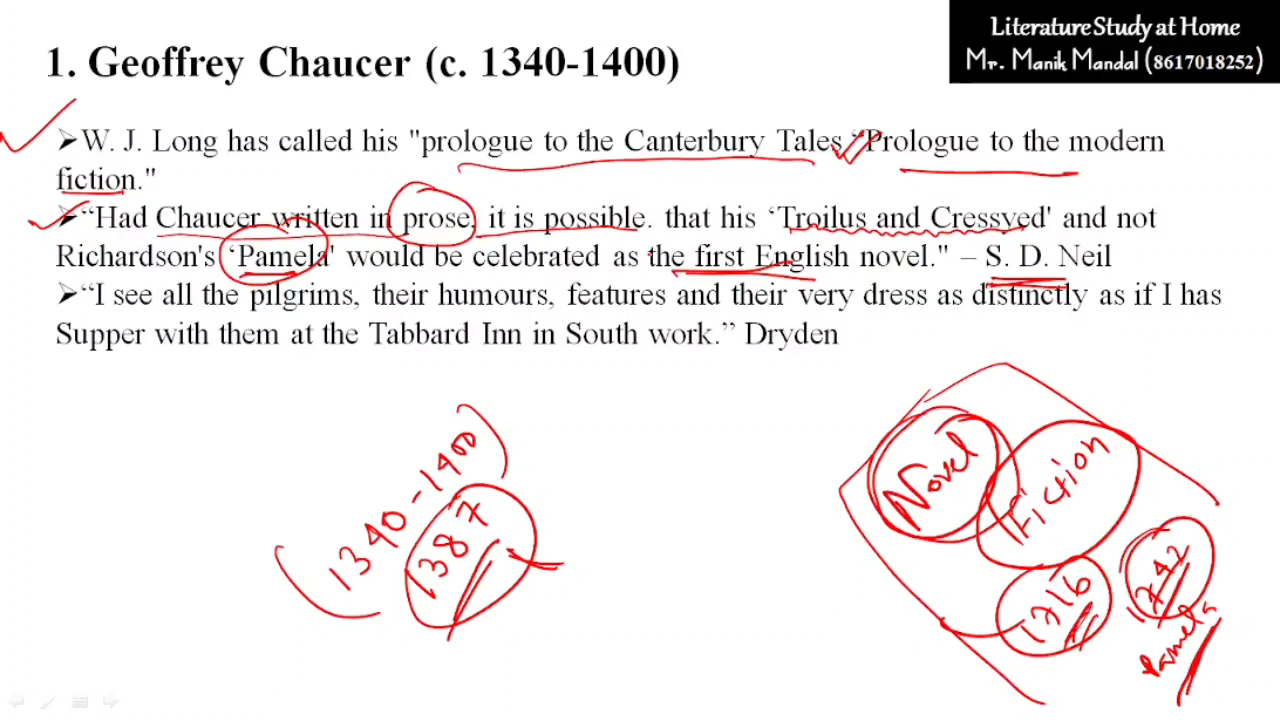 Literature Study at Home
Mr. Manik Mandal (8617018252)
1. Geoffrey Chaucer (c. 1340-1400)
➢W. J. Long has called his "prologue to the Canterbury Tales “Prologue to the modern
fiction."
➢“Had Chaucer written in prose, it is possible. that his ‘Troilus and Cressyed' and not
Richardson's ‘Pamela' would be celebrated as the first English novel." – S. D. Neil
➢“I see all the pilgrims, their humours, features and their very dress as distinctly as if I has
Supper with them at the Tabbard Inn in South work.” Dryden
(1340-1400)
1387
Novel
Fiction
1716
1742
Pamela